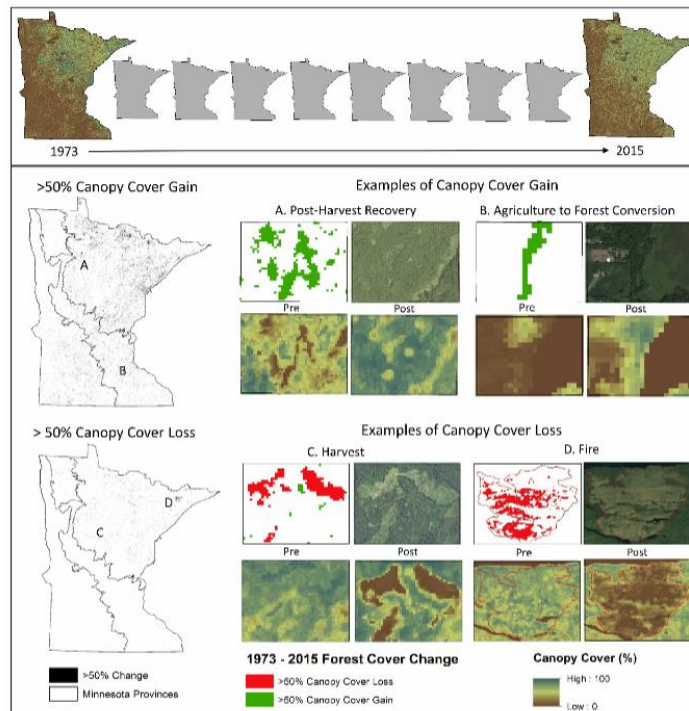 1973
2015
>50% Canopy Cover Gain
Examples of Canopy Cover Gain
A. Post-Harvest Recovery
B. Agriculture to Forest Conversion
A
B
Pre
Post
Pre
Post
> 50% Canopy Cover Loss
Examples of Canopy Cover Loss
C. Harvest
D. Fire
D
C
Pre
Post
Pre
Post
>50% Change
Minnesota Provinces
1973 - 2015 Forest Cover Change
>50% Canopy Cover Loss
>50% Canopy Cover Gain
Canopy Cover (%)
High : 100
Low : 0